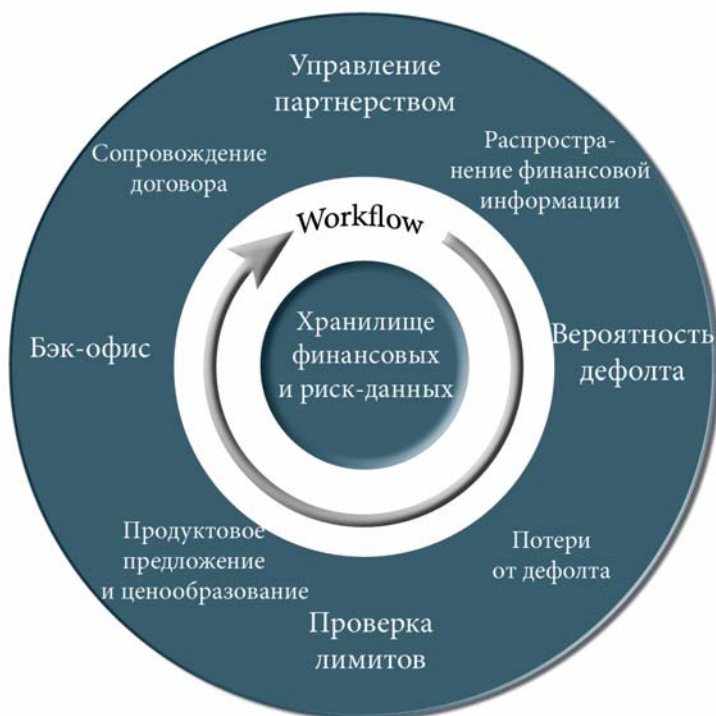 Управление
партнерством
Распростра-
нение финансовой
информации
Вероятность
дефолта
Потери
от дефолта
Проверка
лимитов
Продуктовое
предложение
и ценообразование
Бэк-офис
Сопровождение
договора
Workflow
Хранилище
финансовых
и риск-данных